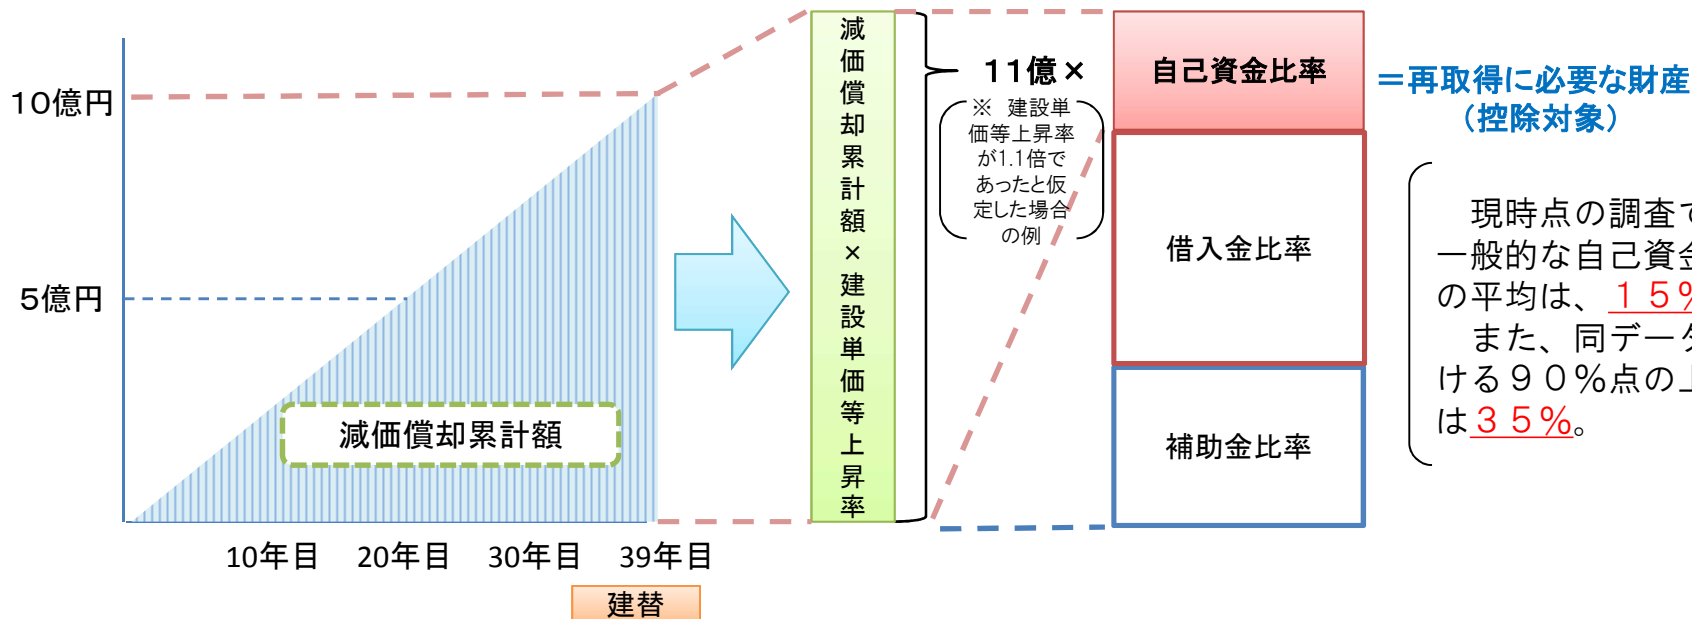 10億円
5億円
減価償却累計額
10年目
20年目
30年目
39年目
建替
減価償却累計額×建設単価等上昇率
11億×
※ 建設単
価等上昇率
が1.1倍で
あったと仮
定した場合
の例
自己資金比率
借入金比率
補助金比率
＝再取得に必要な財産
（控除対象）
現時点の調査で
一般的な自己資金
の平均は、１５％
また、同データ
ける９０％点の上
は３５％。